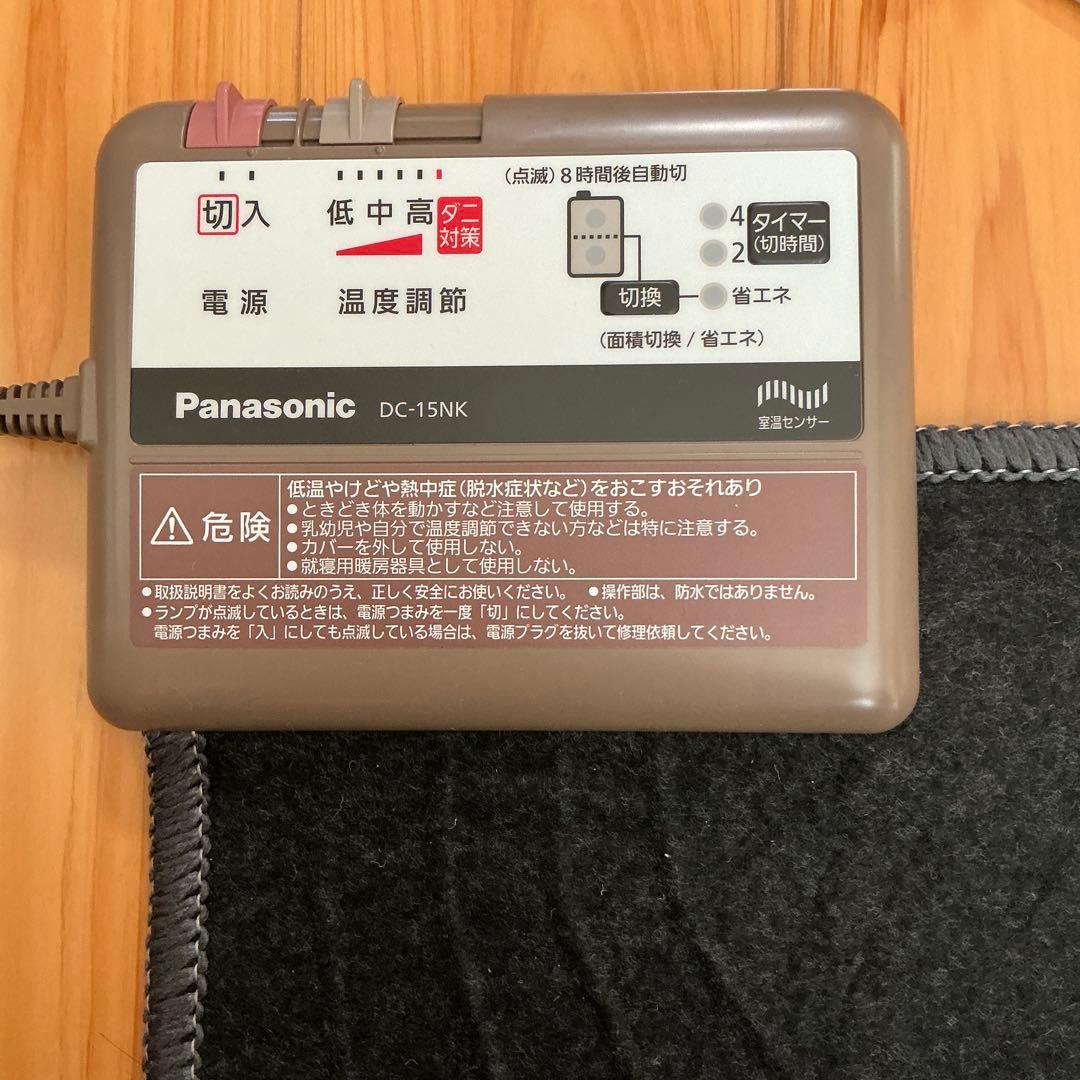 (点滅)8時間後自動切
切 入
低 中 高 ダニ対策
4 タイマー
2 (切時間)
切換 省エネ
電源 温度調節
(面積切換 / 省エネ)
Panasonic DC-15NK
室温センサー
危険
低温やけどや熱中症(脱水症状など)をおこすおそれあり
●ときどき体を動かすなど注意して使用する。
●乳幼児や自分で温度調節できない方などは特に注意する。
●カバーを外して使用しない。
●就寝用暖房器具として使用しない。
●取扱説明書をよくお読みのうえ、正しく安全にお使いください。 ●操作部は、防水ではありません。
●ランプが点滅しているときは、電源つまみを一度「切」にしてください。
電源つまみを「入」にしても点滅している場合は、電源プラグを抜いて修理依頼してください。